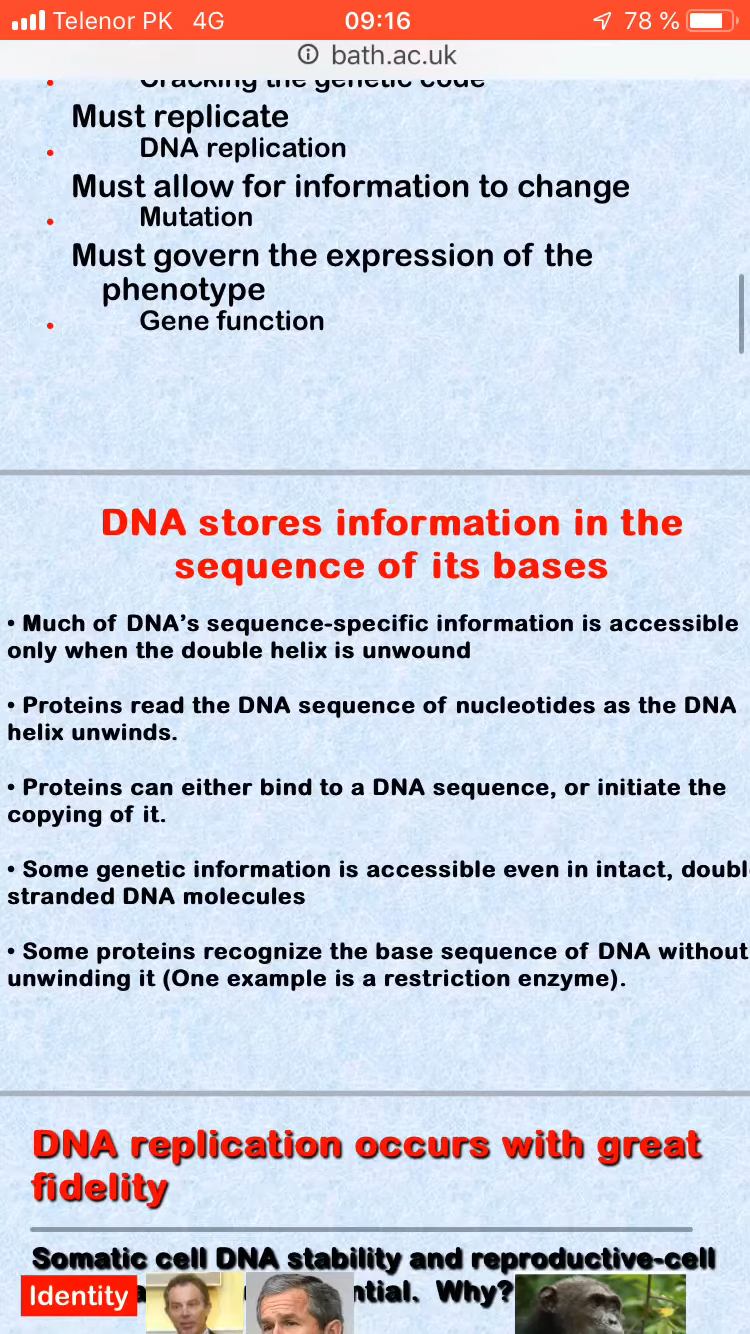 Telenor PK 4G 09:16 78 %
bath.ac.uk
• Cracking the genetic code
Must replicate
• DNA replication
Must allow for information to change
• Mutation
Must govern the expression of the
phenotype
• Gene function
DNA stores information in the
sequence of its bases
• Much of DNA’s sequence-specific information is accessible
only when the double helix is unwound
• Proteins read the DNA sequence of nucleotides as the DNA
helix unwinds.
• Proteins can either bind to a DNA sequence, or initiate the
copying of it.
• Some genetic information is accessible even in intact, doubl
stranded DNA molecules
• Some proteins recognize the base sequence of DNA without
unwinding it (One example is a restriction enzyme).
DNA replication occurs with great
fidelity
Somatic cell DNA stability and reproductive-cell
Identity ntial. Why?